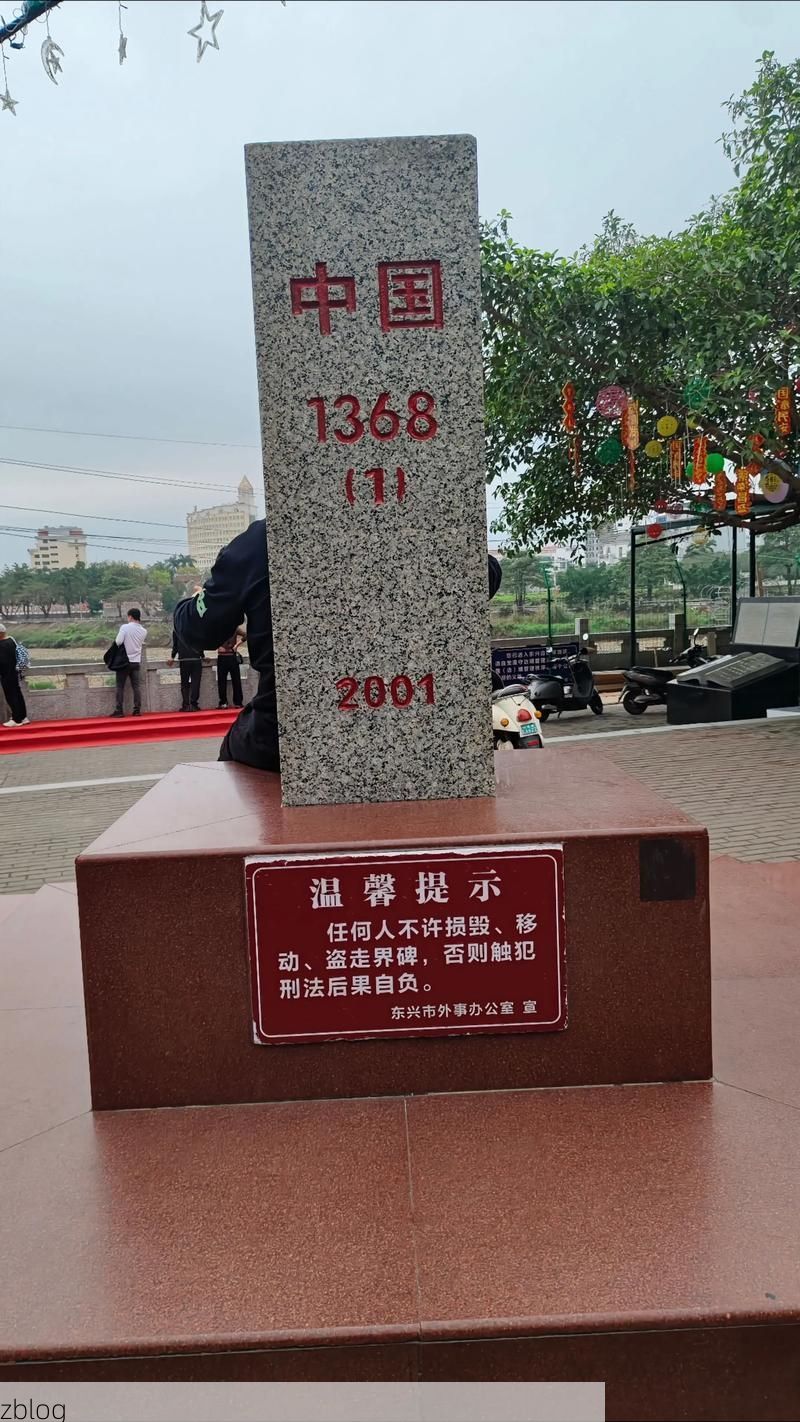 中国
1368
(1)
2001
温馨提示
任何人不许损毁、移
动、盗走界碑，否则触犯
刑法后果自负。
东兴市外事办公室 宣
zblog